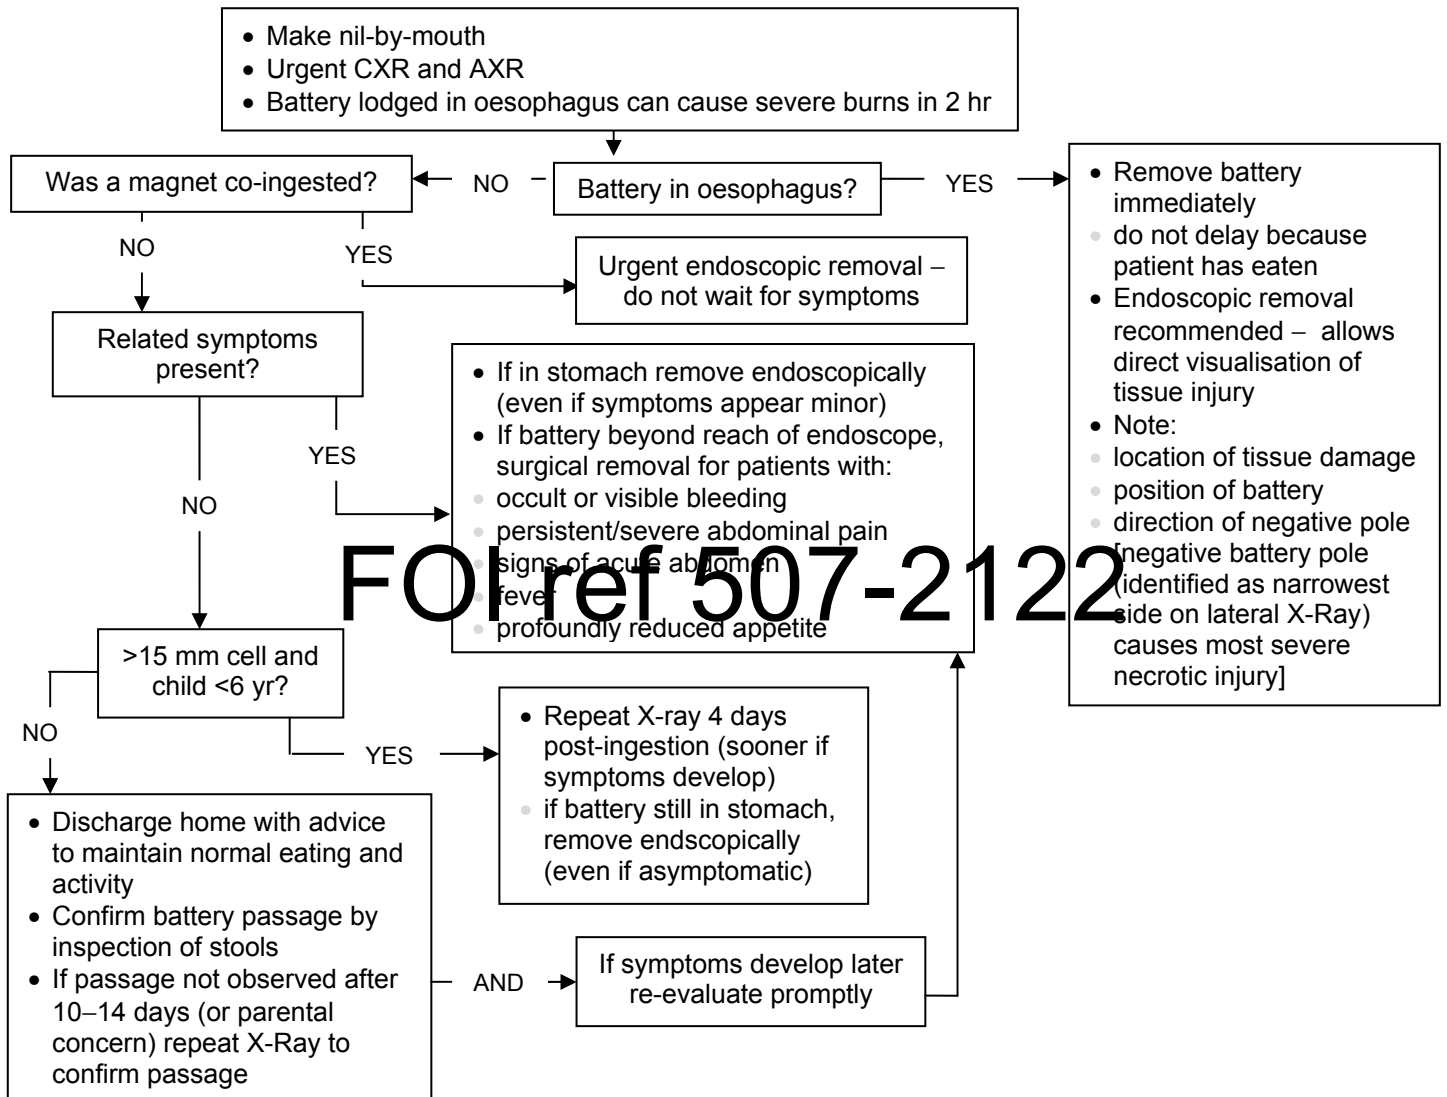 • Make nil-by-mouth
• Urgent CXR and AXR
• Battery lodged in oesophagus can cause severe burns in 2 hr
Was a magnet co-ingested?
NO
Battery in oesophagus?
YES
• Remove battery
immediately
• do not delay because
patient has eaten
• Endoscopic removal
recommended – allows
direct visualisation of
tissue injury
• Note:
• location of tissue damage
• position of battery
• direction of negative pole
[negative battery pole
(identified as narrowest
side on lateral X-Ray)
causes most severe
necrotic injury]
NO
YES
Urgent endoscopic removal –
do not wait for symptoms
Related symptoms
present?
NO
YES
• If in stomach remove endoscopically
(even if symptoms appear minor)
• If battery beyond reach of endoscope,
surgical removal for patients with:
• occult or visible bleeding
• persistent/severe abdominal pain
• signs of acute abdomen
• fever
• profoundly reduced appetite
FOI ref 507-2122
>15 mm cell and
child <6 yr?
NO
YES
• Repeat X-ray 4 days
post-ingestion (sooner if
symptoms develop)
• if battery still in stomach,
remove endscopically
(even if asymptomatic)
• Discharge home with advice
to maintain normal eating and
activity
• Confirm battery passage by
inspection of stools
• If passage not observed after
10–14 days (or parental
concern) repeat X-Ray to
confirm passage
AND
If symptoms develop later
re-evaluate promptly